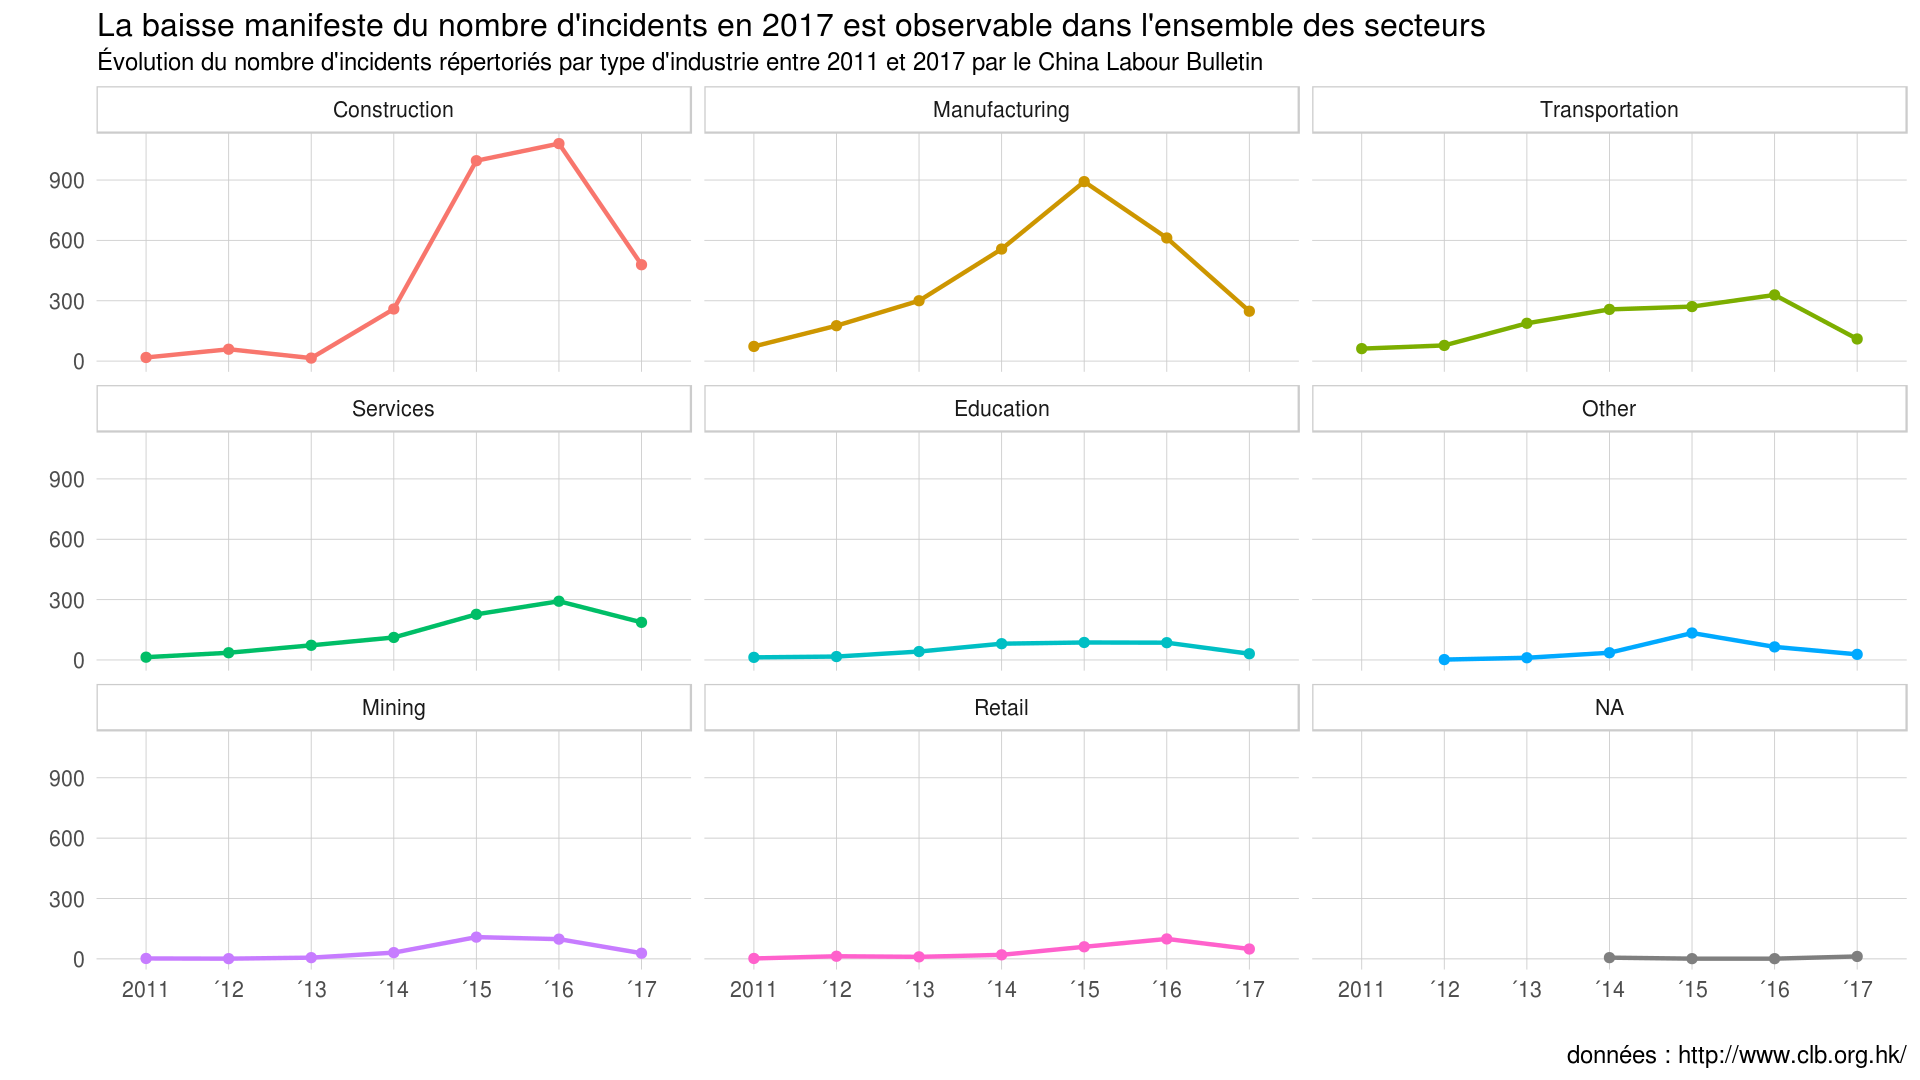 La baisse manifeste du nombre d'incidents en 2017 est observable dans l'ensemble des secteurs
Évolution du nombre d'incidents répertoriés par type d'industrie entre 2011 et 2017 par le China Labour Bulletin
Construction
Manufacturing
Transportation
900
600
300
0
Services
Education
Other
900
600
300
0
Mining
Retail
NA
900
600
300
0
2011 ´12 ´13 ´14 ´15 ´16 ´17
2011 ´12 ´13 ´14 ´15 ´16 ´17
2011 ´12 ´13 ´14 ´15 ´16 ´17
données : http://www.clb.org.hk/